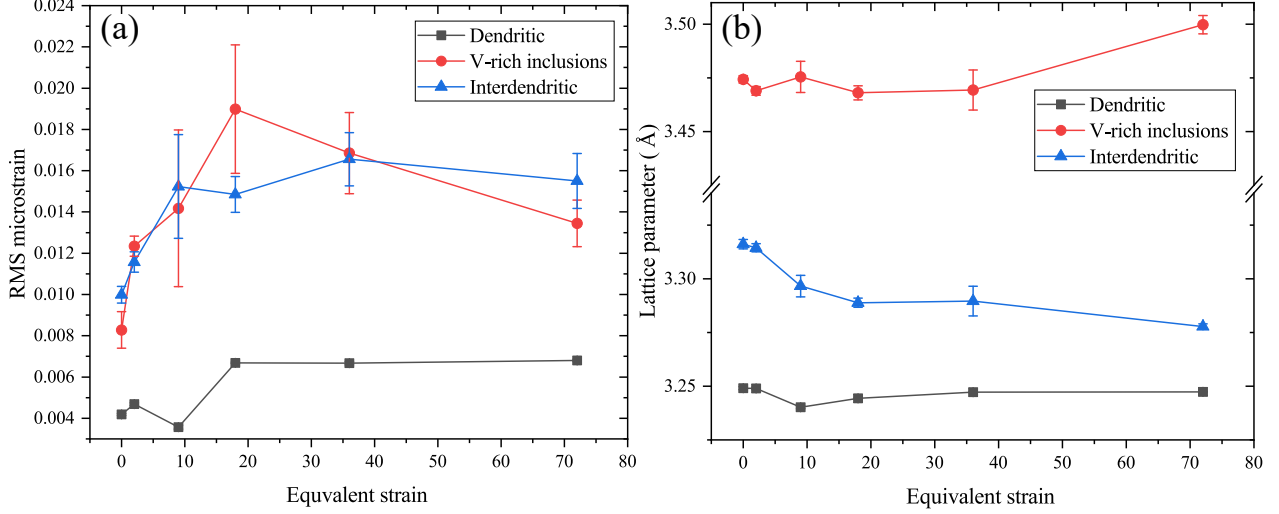 (a)
RMS microstrain
0.024
0.022
0.020
0.018
0.016
0.014
0.012
0.010
0.008
0.006
0.004
Dendritic
V-rich inclusions
Interdendritic
0 10 20 30 40 50 60 70 80
Equvalent strain
(b)
Lattice parameter ( Å)
3.50
3.45
3.30
3.25
Dendritic
V-rich inclusions
Interdendritic
0 10 20 30 40 50 60 70 80
Equivalent strain